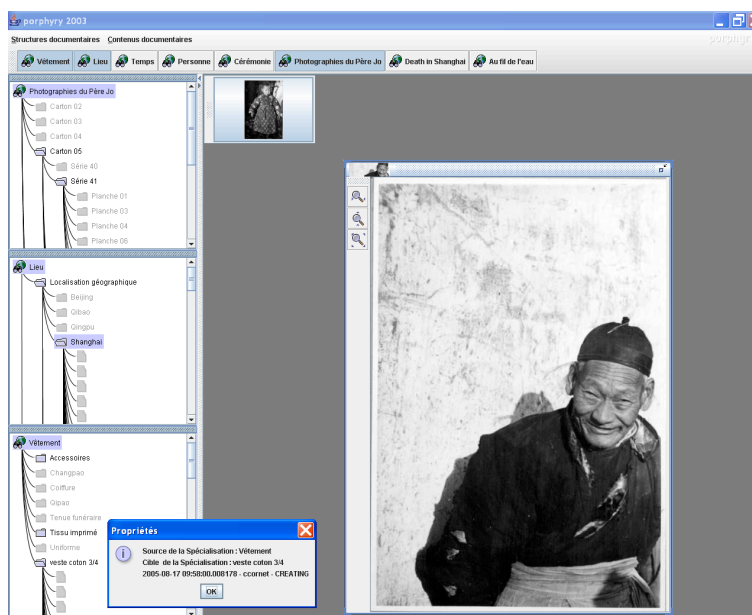 porphyry 2003
Structures documentaires Contenus documentaires
porphyry
Vêtement Lieu Temps Personne Cérémonie Photographies du Père Jo Death in Shanghai Au fil de l'eau
Photographies du Père Jo
Carton 02
Carton 03
Carton 04
Carton 05
Série 40
Série 41
Planche 01
Planche 03
Planche 04
Planche 06
Lieu
Localisation géographique
Beijing
Qibao
Qingpu
Shanghai
Vêtement
Accessoires
Changpao
Coiffure
Qipao
Tenue funéraire
Tissu imprimé
Uniforme
veste coton 3/4
Propriétés
Source de la Spécialisation : Vêtement
Cible de la Spécialisation : veste coton 3/4
2005-08-17 09:58:00.008178 - ccornet - CREATING
OK